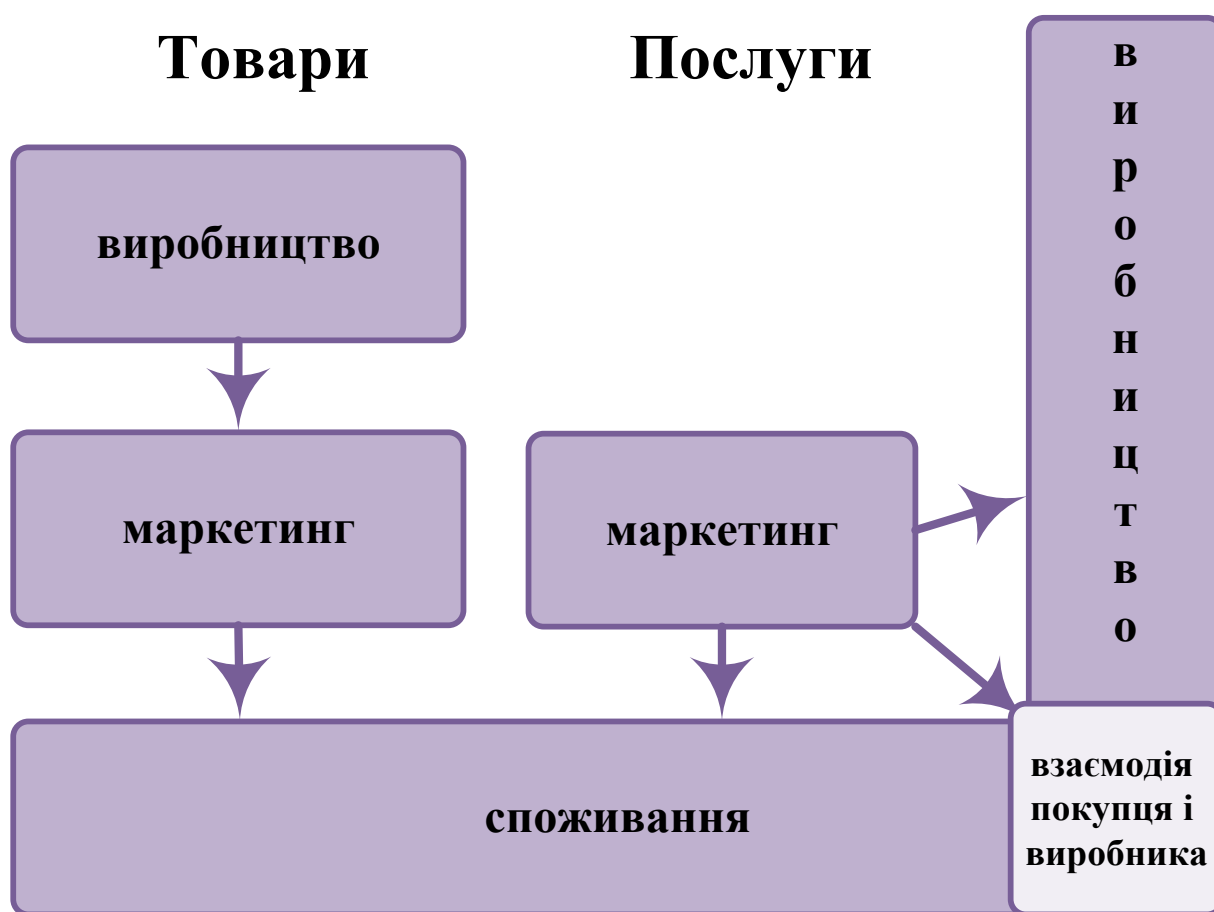 Товари
Послуги
виробництво
маркетинг
маркетинг
в
и
р
о
б
н
и
ц
т
в
о
споживання
взаємодія
покупця і
виробника